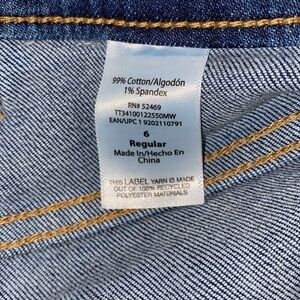 99% Cotton/Algodón
1% Spandex
RN# 52469
TT34100122550MW
EAN/UPC 1 9202110791
6
Regular
Made In/Hecho En
China
THIS LABEL YARN IS MADE
OUT OF 100% RECYCLED
POLYESTER MATERIALS